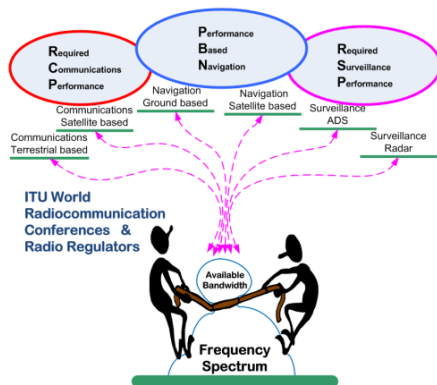 Required
Communications
Performance
Performance
Based
Navigation
Required
Surveillance
Performance
Communications
Terrestrial based
Communications
Satellite based
Navigation
Ground based
Navigation
Satellite based
Surveillance
ADS
Surveillance
Radar
ITU World
Radiocommunication
Conferences &
Radio Regulators
Available
Bandwidth
Frequency
Spectrum